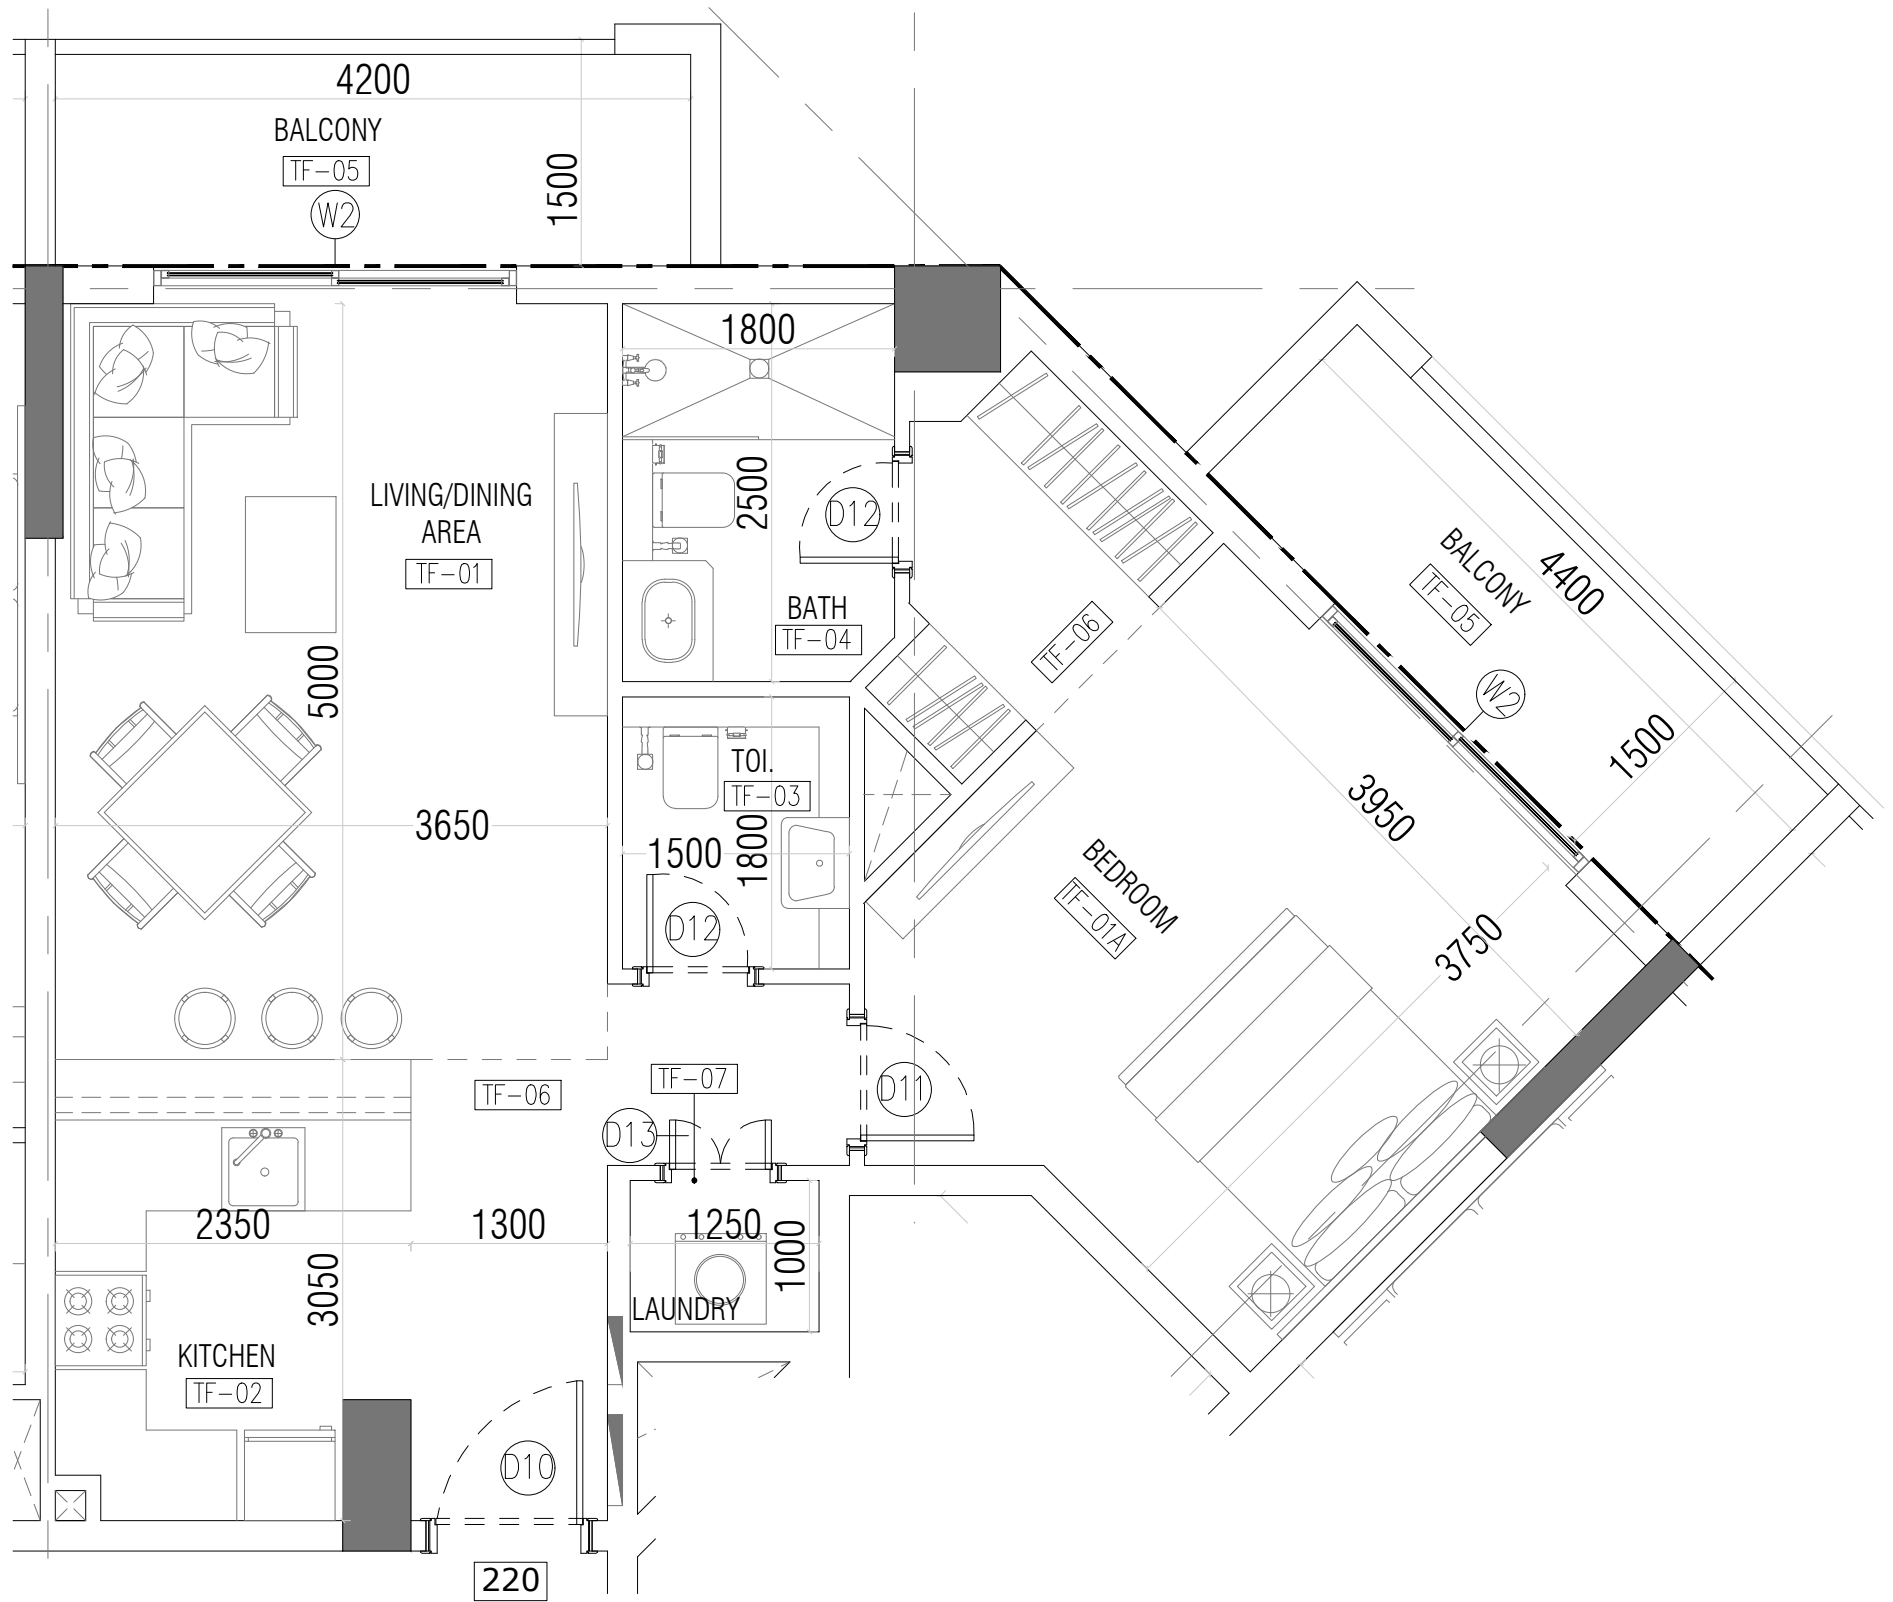 4200
BALCONY
TF-05
1500
W2
1800
LIVING/DINING
AREA
TF-01
2500
D12
BATH
TF-04
5000
TF-06
BALCONY
TF-05
4400
W2
1500
TOI.
TF-03
3650
1500
1800
D12
3950
BEDROOM
TF-01A
3750
TF-06
TF-07
D11
D13
2350
1300
1250
1000
3050
LAUNDRY
KITCHEN
TF-02
D10
220